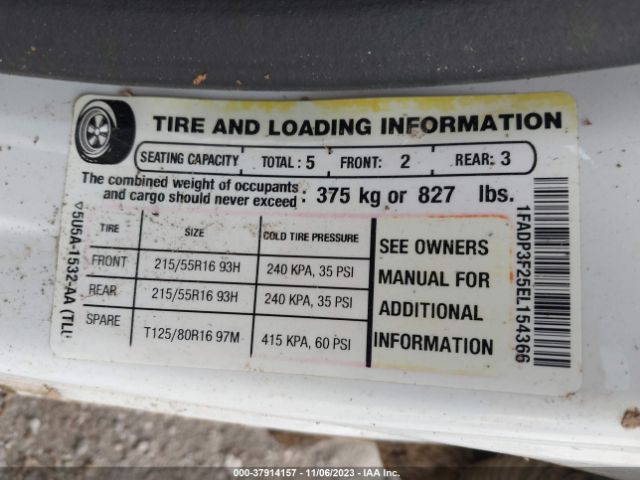 TIRE AND LOADING INFORMATION
SEATING CAPACITY TOTAL : 5 FRONT: 2 REAR: 3
The combined weight of occupants
and cargo should never exceed : 375 kg or 827 lbs.
TIRE SIZE COLD TIRE PRESSURE
FRONT 215/55R16 93H 240 KPA, 35 PSI
REAR 215/55R16 93H 240 KPA, 35 PSI
SPARE T125/80R16 97M 415 KPA, 60 PSI
SEE OWNERS
MANUAL FOR
ADDITIONAL
INFORMATION
5U5A-1532-AA
1FADP3F25EL154366
000-37914157 - 11/06/2023 - IAA Inc.